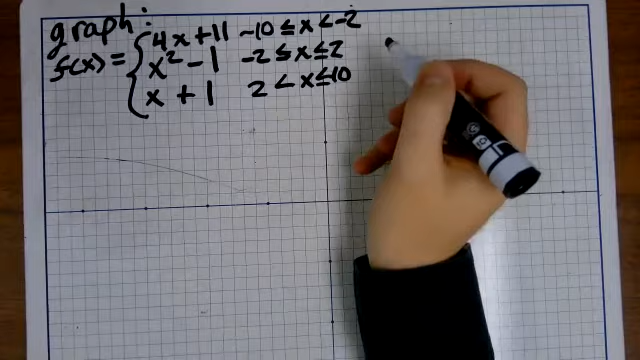 graph:
f(x) = { 4x+11 -10 ≤ x < -2
x² - 1 -2 ≤ x ≤ 2
x + 1 2 < x ≤ 10